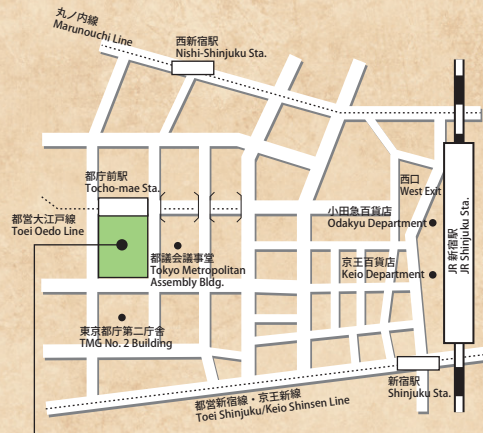 丸ノ内線
Marunouchi Line
西新宿駅
Nishi-Shinjuku Sta.
都庁前駅
Tocho-mae Sta.
西口
West Exit
都営大江戸線
Toei Oedo Line
小田急百貨店
Odakyu Department
JR 新宿駅
JR Shinjuku Sta.
都議会議事堂
Tokyo Metropolitan
Assembly Bldg.
京王百貨店
Keio Department
東京都庁第二庁舎
TMG No. 2 Building
新宿駅
Shinjuku Sta.
都営新宿線・京王新線
Toei Shinjuku/Keio Shinsen Line